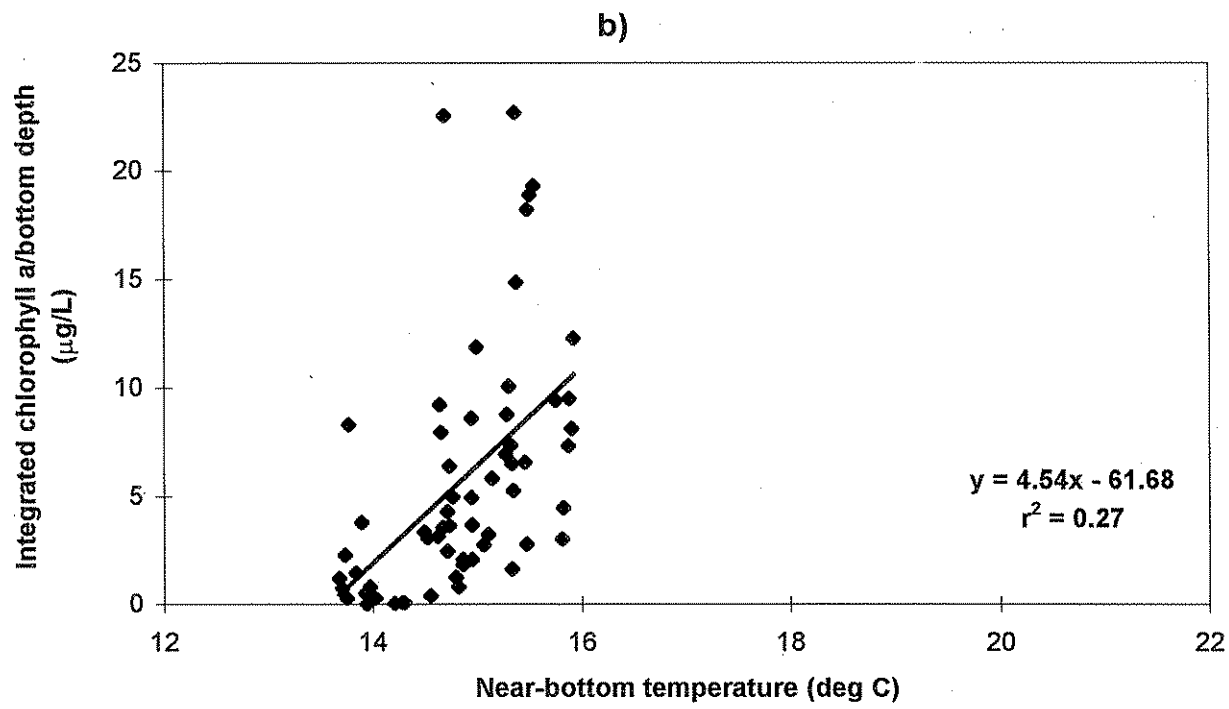 b)
Integrated chlorophyll a/bottom depth
(μg/L)
25
20
15
10
5
0
y = 4.54x - 61.68
r² = 0.27
12 14 16 18 20 22
Near-bottom temperature (deg C)